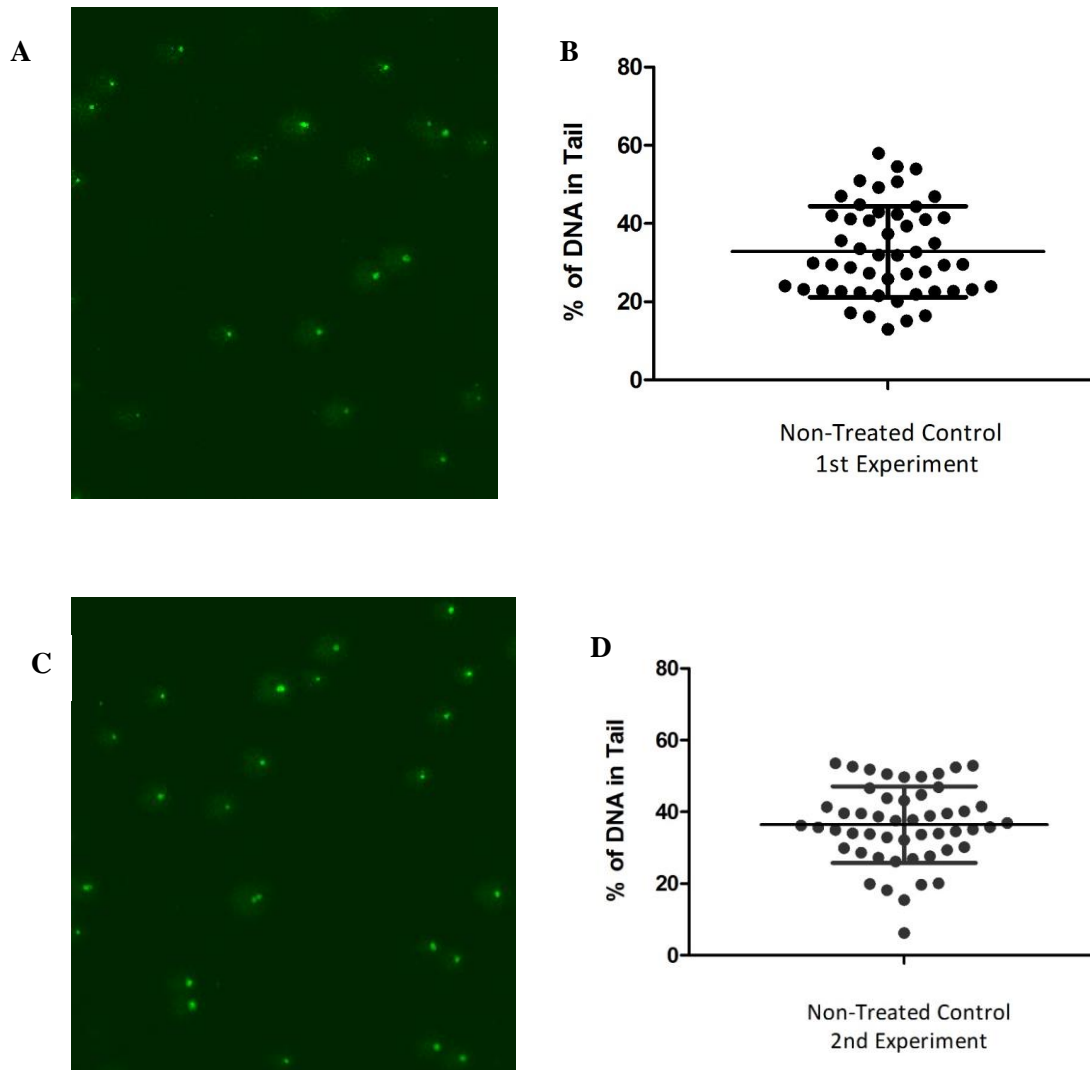 A
B
80
60
40
20
0
% of DNA in Tail
Non-Treated Control
1st Experiment
C
D
80
60
40
20
0
% of DNA in Tail
Non-Treated Control
2nd Experiment